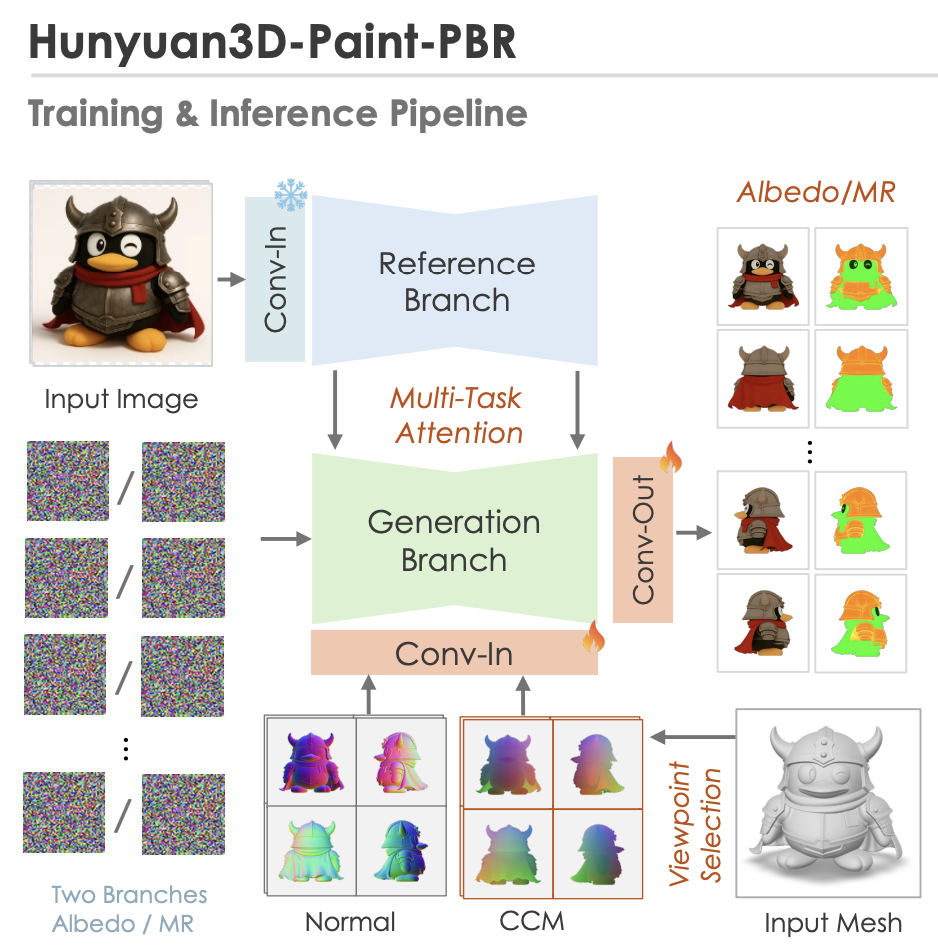 Hunyuan3D-Paint-PBR
Training & Inference Pipeline
Input Image
Conv-In
Reference
Branch
Albedo/MR
Multi-Task
Attention
/
/
/
/
Generation
Branch
Conv-Out
Conv-In
Two Branches
Albedo / MR
Normal
CCM
Viewpoint
Selection
Input Mesh